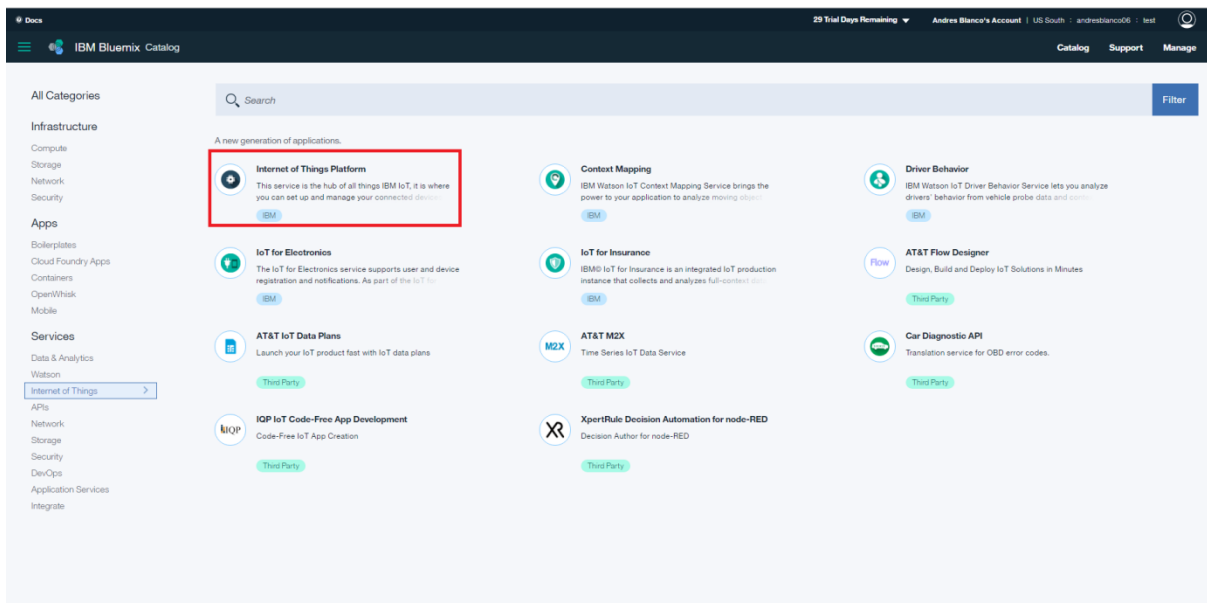 Docs
29 Trial Days Remaining
Andres Blanco's Account | US South : andresblanco06 : test
IBM Bluemix Catalog
Catalog Support Manage
All Categories
Infrastructure
Compute
Storage
Network
Security
Apps
Boilerplates
Cloud Foundry Apps
Containers
OpenWhisk
Mobile
Services
Data & Analytics
Watson
Internet of Things
APIs
Network
Storage
Security
DevOps
Application Services
Integrate
Search
Filter
A new generation of applications.
Internet of Things Platform
This service is the hub of all things IBM IoT, it is where
you can set up and manage your connected devices
IBM
Context Mapping
IBM Watson IoT Context Mapping Service brings the
power to your application to analyze moving object
IBM
Driver Behavior
IBM Watson IoT Driver Behavior Service lets you analyze
drivers' behavior from vehicle probe data and
IBM
IoT for Electronics
The IoT for Electronics service supports user and device
registration and notifications. As part of the IoT
IBM
IoT for Insurance
IBM© IoT for Insurance is an integrated IoT production
instance that collects and analyzes full-context
IBM
Flow
AT&T Flow Designer
Design, Build and Deploy IoT Solutions in Minutes
Third Party
AT&T IoT Data Plans
Launch your IoT product fast with IoT data plans
Third Party
M2X
AT&T M2X
Time Series IoT Data Service
Third Party
Car Diagnostic API
Translation service for OBD error codes.
Third Party
IQP
IQP IoT Code-Free App Development
Code-Free IoT App Creation
Third Party
XR
XpertRule Decision Automation for node-RED
Decision Author for node-RED
Third Party